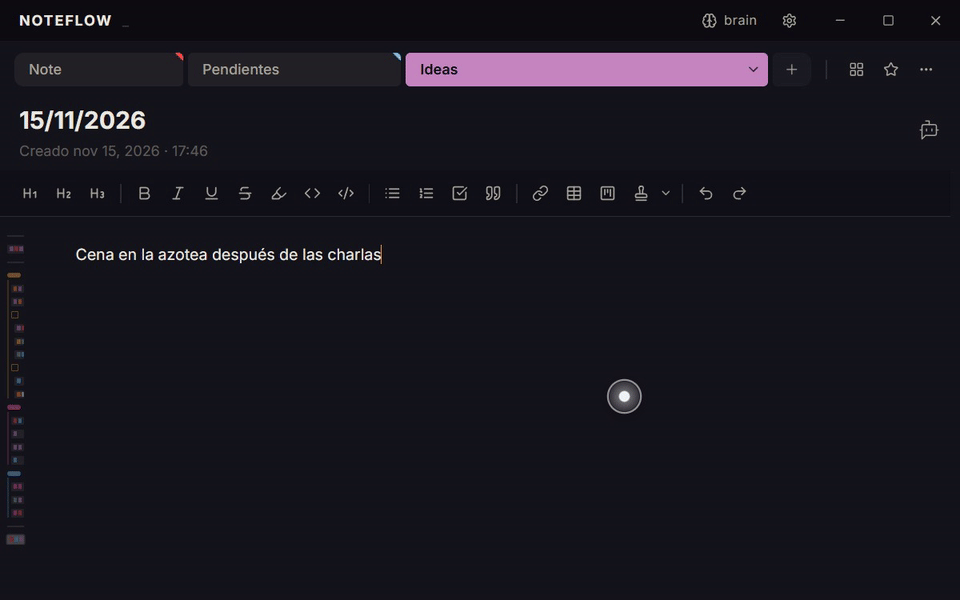 NOTEFLOW _
brain
Note
Pendientes
Ideas
15/11/2026
Creado nov 15, 2026 · 17:46
H1 H2 H3 B I U S
Cena en la azotea después de las charlas